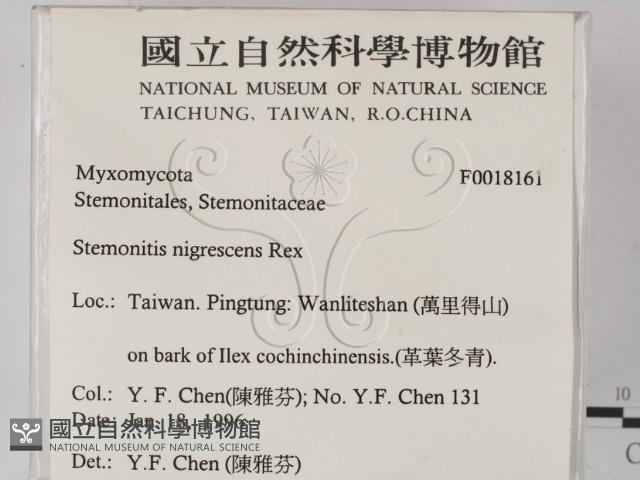 國立自然科學博物館
NATIONAL MUSEUM OF NATURAL SCIENCE
TAICHUNG, TAIWAN, R.O.CHINA
Myxomycota F0018161
Stemonitales, Stemonitaceae
Stemonitis nigrescens Rex
Loc.: Taiwan. Pingtung: Wanliteshan (萬里得山)
on bark of Ilex cochinchinensis.(革葉冬青).
Col.: Y. F. Chen(陳雅芬); No. Y.F. Chen 131
Date: Jan. 18, 1996
國立自然科學博物館
NATIONAL MUSEUM OF NATURAL SCIENCE
Det.: Y.F. Chen (陳雅芬)
10
C